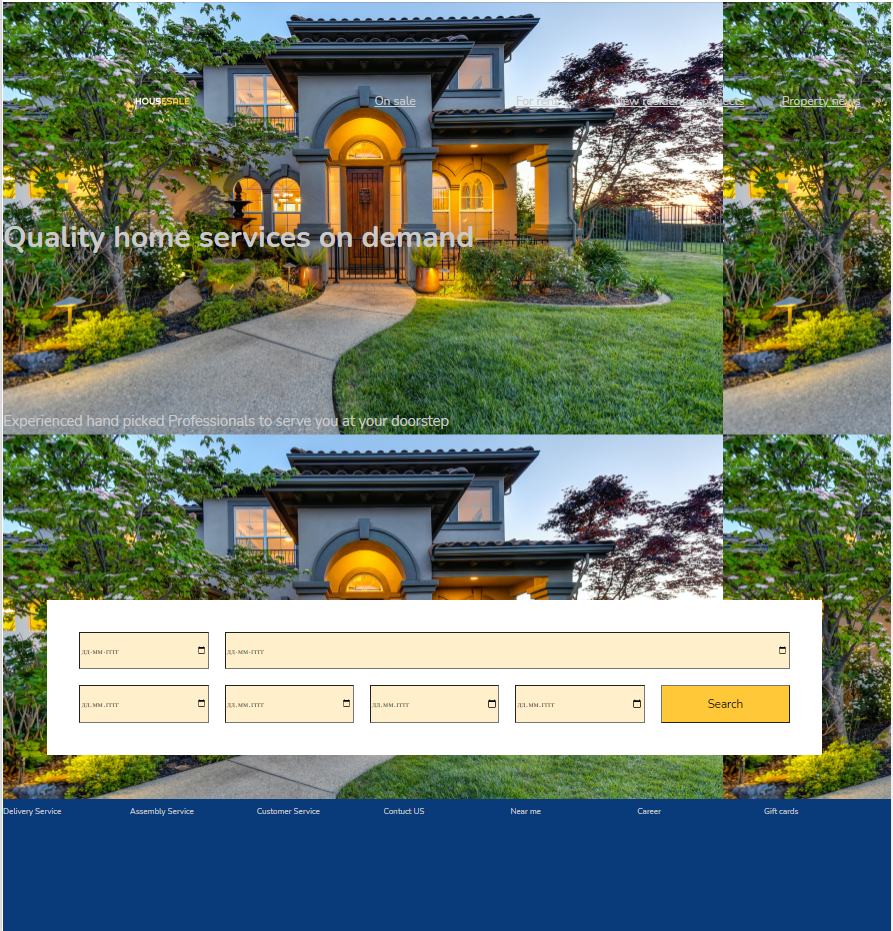 HOUSESALE On sale For rent New residential projects Property news
Quality home services on demand
Experienced hand picked Professionals to serve you at your doorstep
дд.мм.гггг дд.мм.гггг
дд.мм.гггг дд.мм.гггг дд.мм.гггг дд.мм.гггг Search
Delivery Service Assembly Service Customer Service Contuct US Near me Career Gift cards